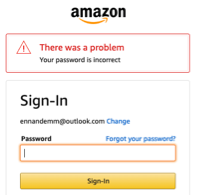 amazon
There was a problem
Your password is incorrect
Sign-In
ennandemm@outlook.com Change
Password Forgot your password?
Sign-In